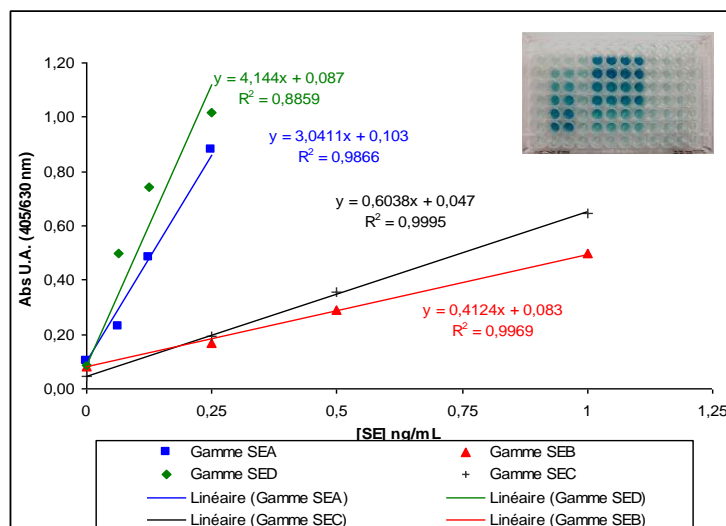 1,20
1,00
0,80
0,60
0,40
0,20
0,00
Abs U.A. (405/630 nm)
y = 4,144x + 0,087
R² = 0,8859
y = 3,0411x + 0,103
R² = 0,9866
y = 0,6038x + 0,047
R² = 0,9995
y = 0,4124x + 0,083
R² = 0,9969
0 0,25 0,5 0,75 1 1,25
[SE] ng/mL
Gamme SEA Gamme SEB
Gamme SED Gamme SEC
Linéaire (Gamme SEA) Linéaire (Gamme SED)
Linéaire (Gamme SEC) Linéaire (Gamme SEB)